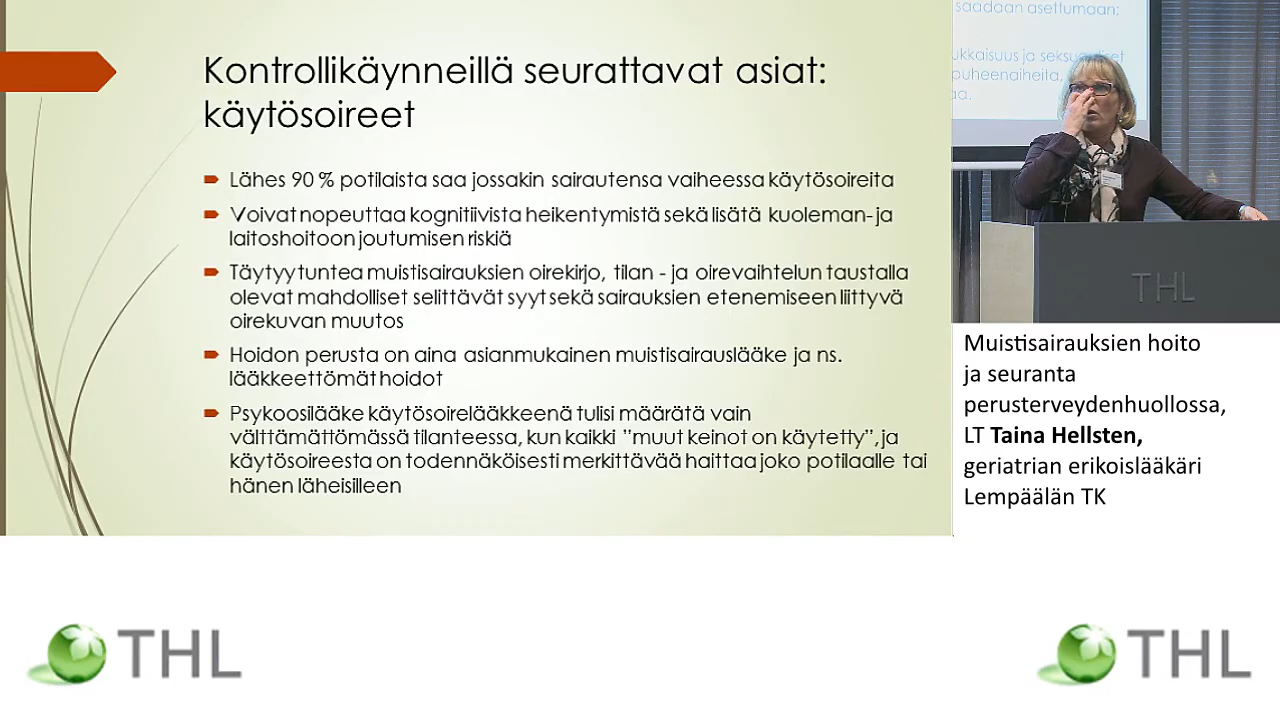 Kontrollikäynneillä seurattavat asiat:
käytösoireet
Lähes 90 % potilaista saa jossakin sairautensa vaiheessa käytösoireita
Voivat nopeuttaa kognitiivista heikentymistä sekä lisätä kuoleman- ja
laitoshoitoon joutumisen riskiä
Täytyy tuntea muistisairauksien oirekirjo, tilan - ja oirevaihtelun taustalla
olevat mahdolliset selittävät syyt sekä sairauksien etenemiseen liittyvä
oirekuvan muutos
Hoidon perusta on aina asianmukainen muistisairauslääke ja ns.
lääkkeettömät hoidot
Psykoosilääke käytösoirelääkkeenä tulisi määrätä vain
välttämättömässä tilanteessa, kun kaikki ”muut keinot on käytetty”, ja
käytösoireesta on todennäköisesti merkittävää haittaa joko potilaalle tai
hänen läheisilleen
saadaan asettumaan;
puheenaiheita,
THL
Muistisairauksien hoito
ja seuranta
perusterveydenhuollossa,
LT Taina Hellsten,
geriatrian erikoislääkäri
Lempäälän TK
THL
THL